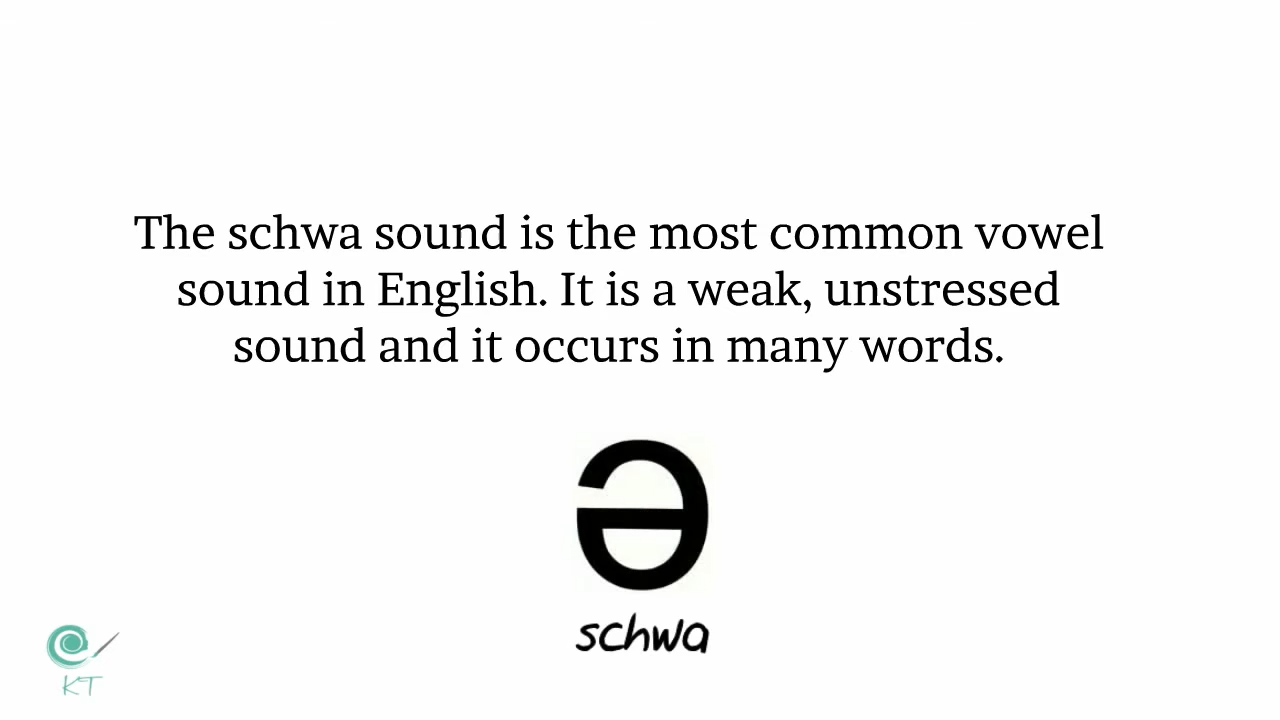 The schwa sound is the most common vowel
sound in English. It is a weak, unstressed
sound and it occurs in many words.
ə
schwa
KT